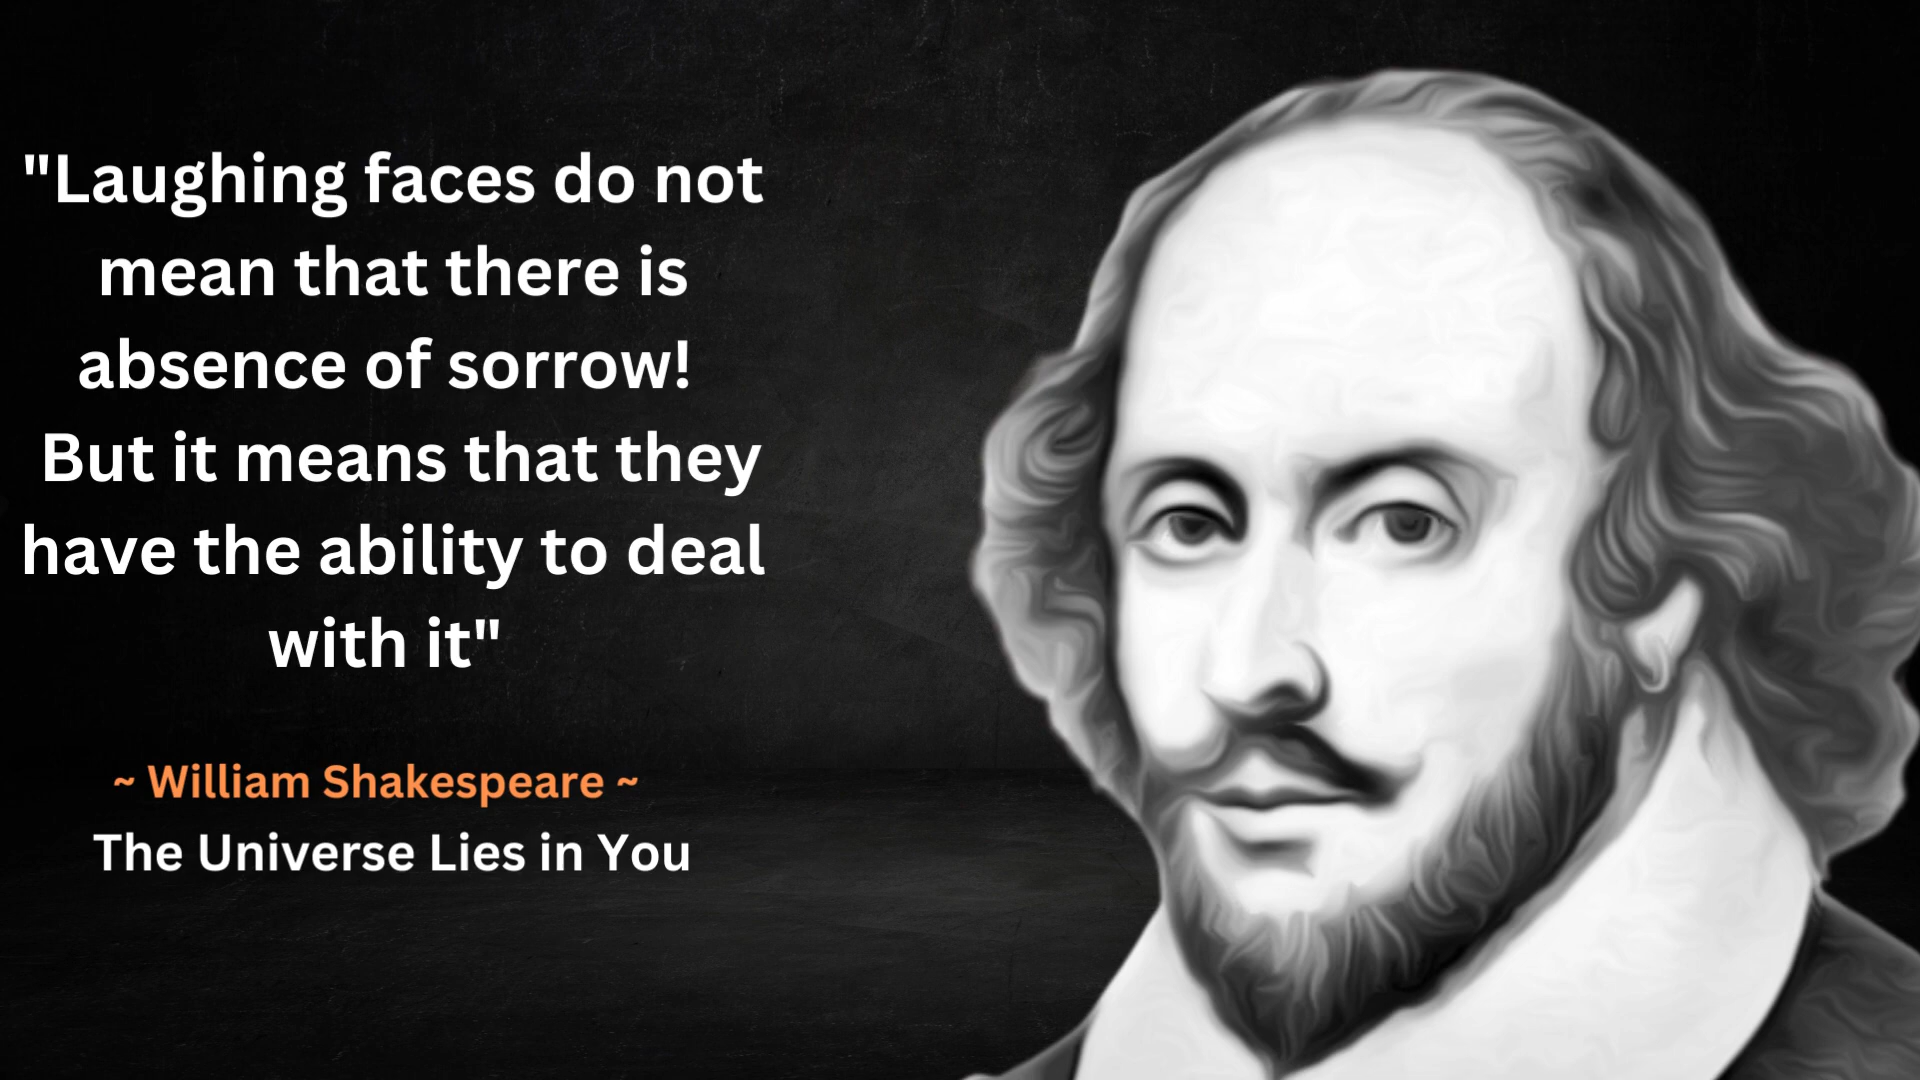 "Laughing faces do not
mean that there is
absence of sorrow!
But it means that they
have the ability to deal
with it"
~ William Shakespeare ~
The Universe Lies in You